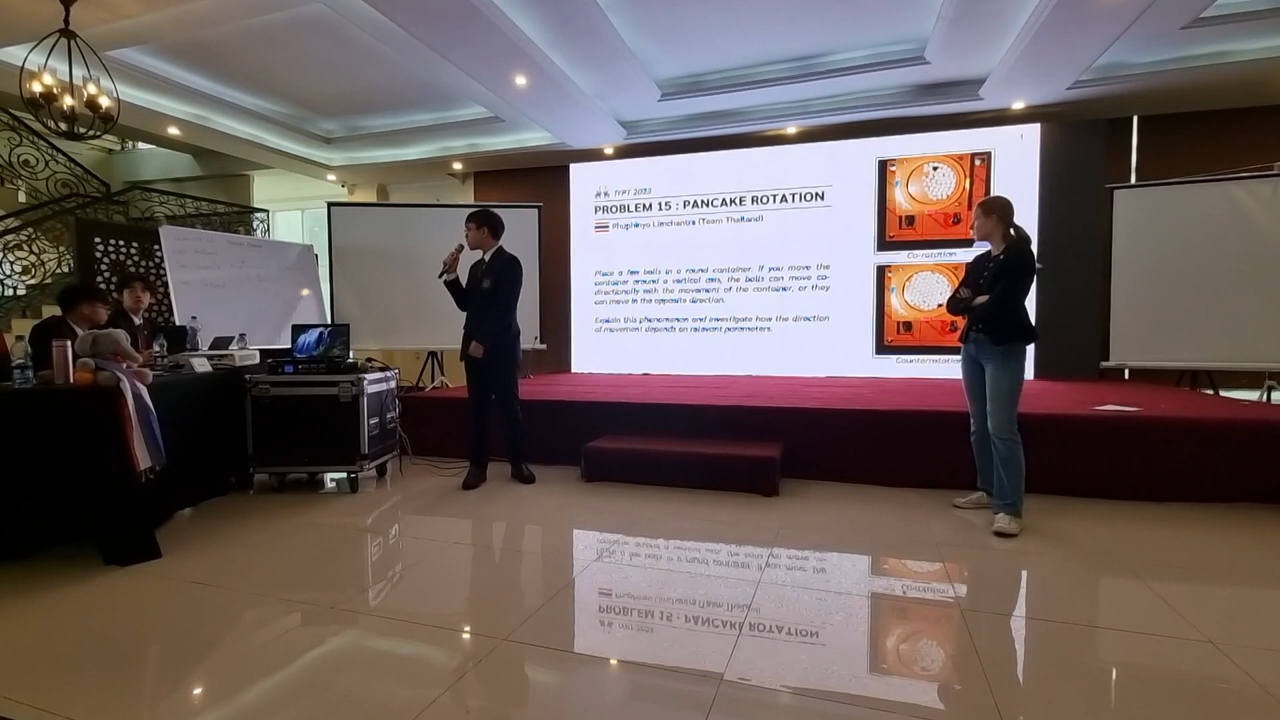 IYPT 2023
PROBLEM 15 : PANCAKE ROTATION
Phuphinyo Limchantra (Team Thailand)
Place a few balls in a round container. If you move the
container around a vertical axis, the balls can move co-
directionally with the movement of the container, or they
can move in the opposite direction.
Explain this phenomenon and investigate how the direction
of movement depends on relevant parameters.
Co-rotation
Counterrotation